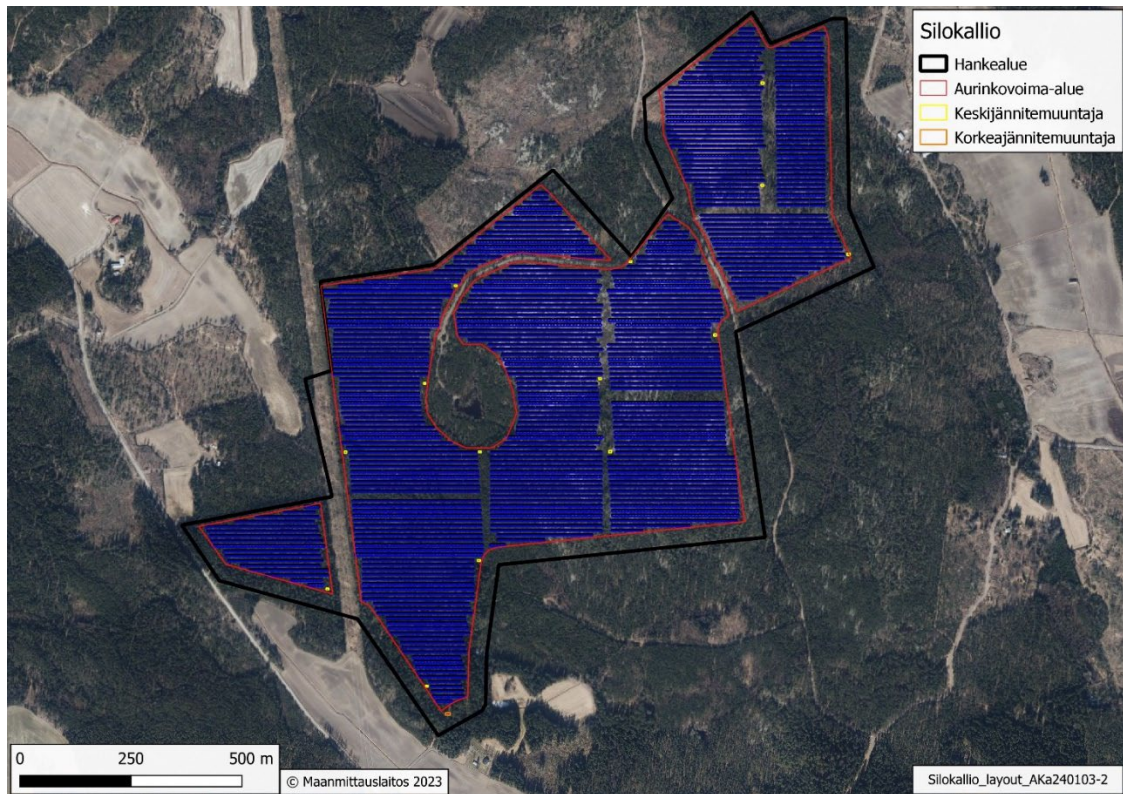 Silokallio
Hankealue
Aurinkovoima-alue
Keskijännitemuuntaja
Korkeajännitemuuntaja
0 250 500 m
© Maanmittauslaitos 2023
Silokallio_layout_AKa240103-2